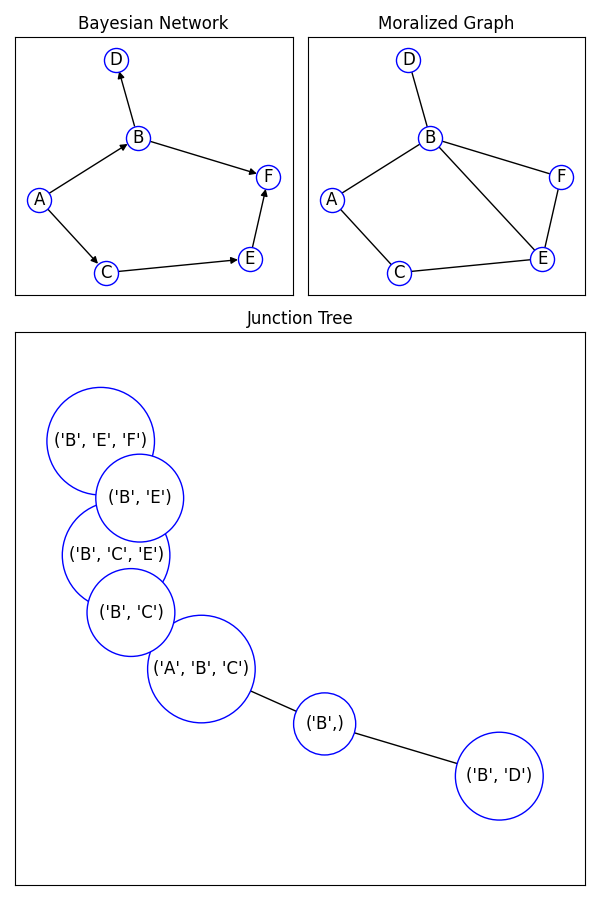 Bayesian Network
D
B
F
A
E
C
Moralized Graph
D
B
F
A
E
C
Junction Tree
('B', 'E', 'F')
('B', 'E')
('B', 'C', 'E')
('B', 'C')
('A', 'B', 'C')
('B',)
('B', 'D')